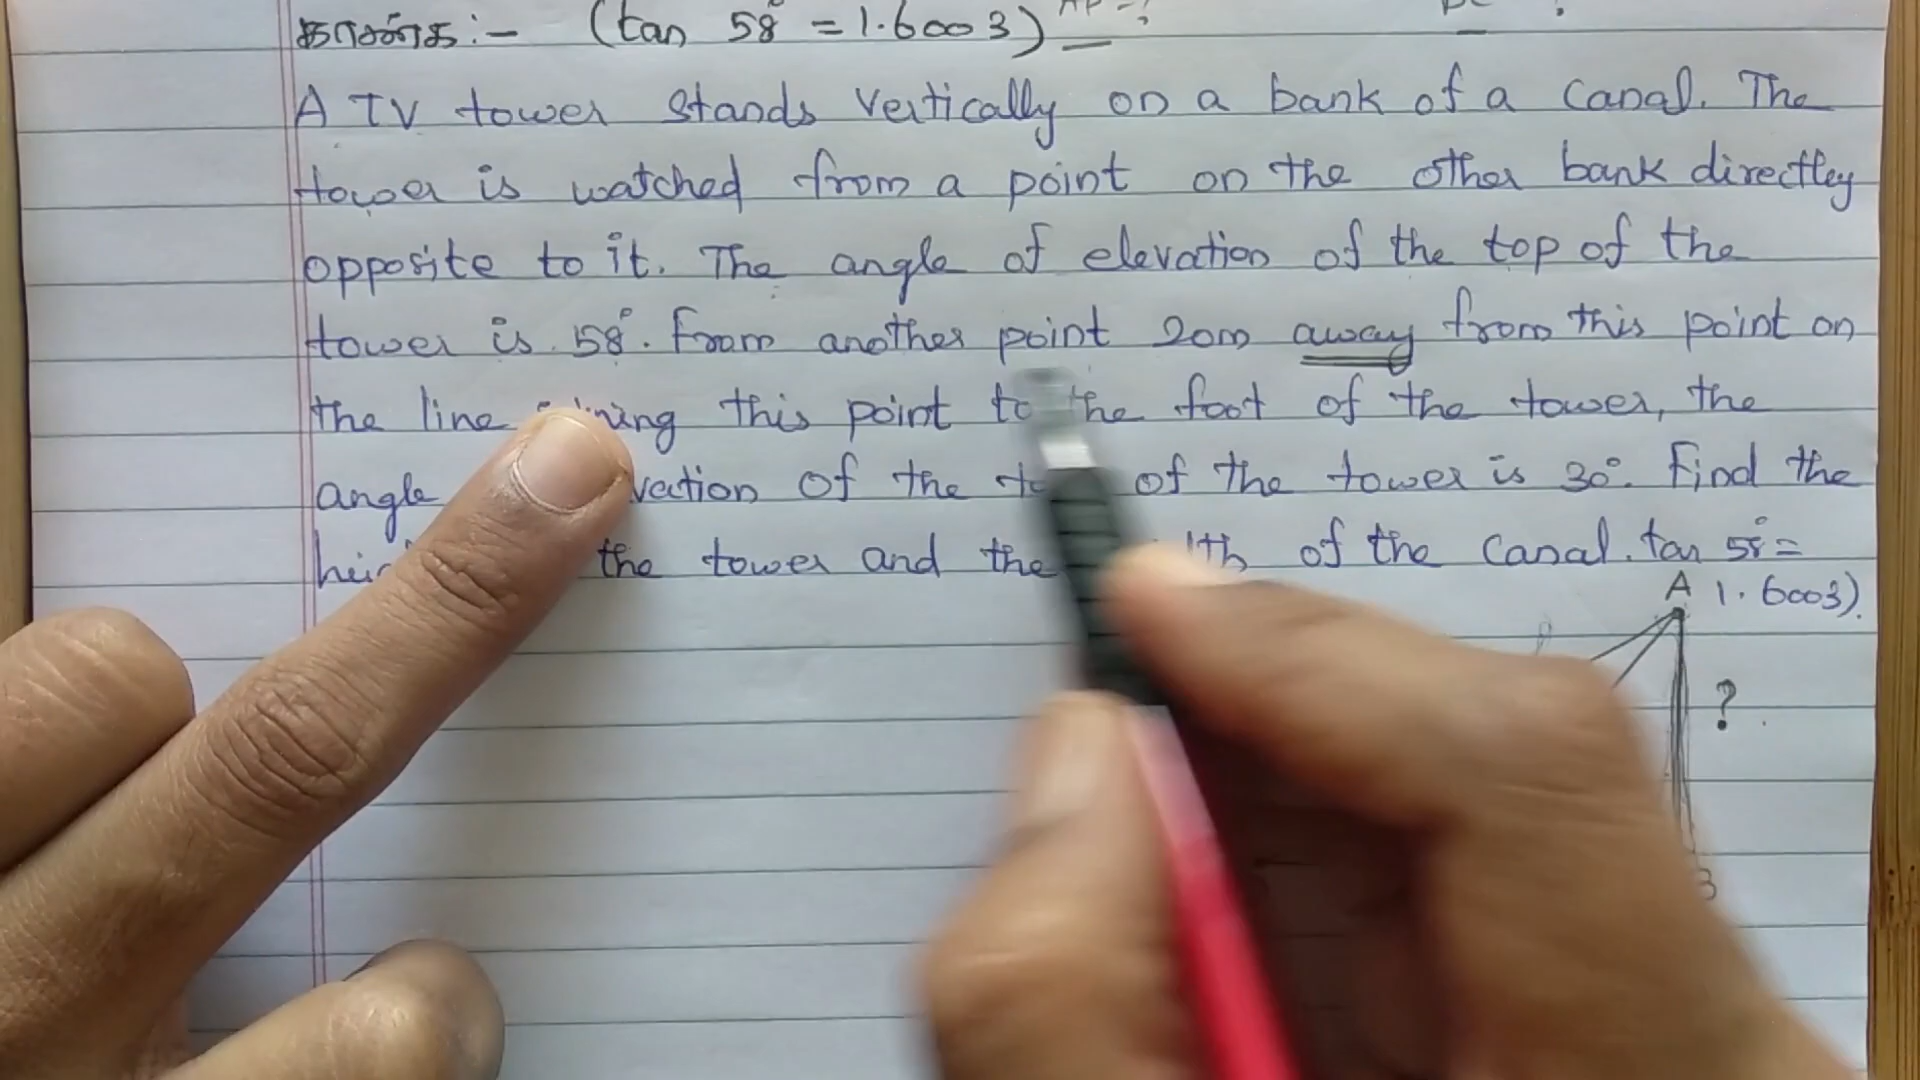 காண்க:- (tan 58° = 1.6003)
A TV tower stands vertically on a bank of a canal. The
tower is watched from a point on the other bank directley
opposite to it. The angle of elevation of the top of the
tower is 58°. From another point 20m away from this point on
the line this point to the foot of the tower, the
angle of the of the tower is 30°. Find the
the tower and the of the canal. tan 58°=
A 1.6003).
?